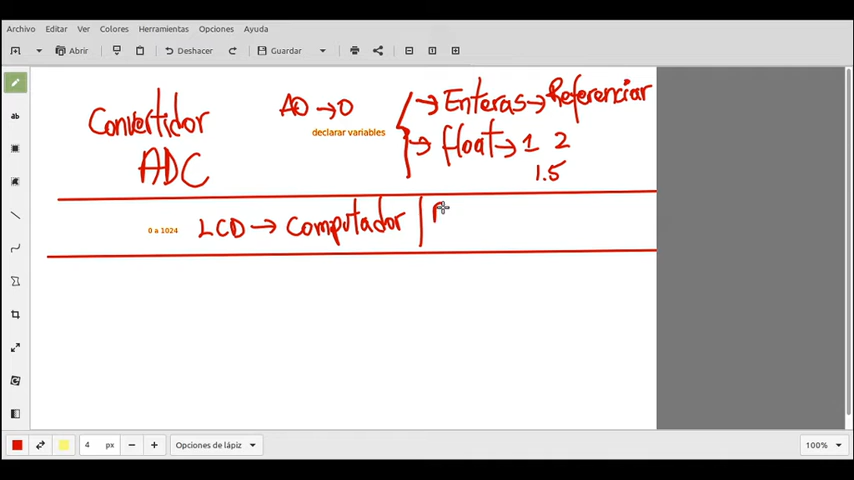 Archivo Editar Ver Colores Herramientas Opciones Ayuda
Abrir Deshacer Guardar
Convertidor
ADC
A0 → 0
declarar variables
→ Enteras → Referenciar
→ float → 1 2
1.5
0 a 1024 LCD → Computador |
4 px Opciones de lápiz 100%